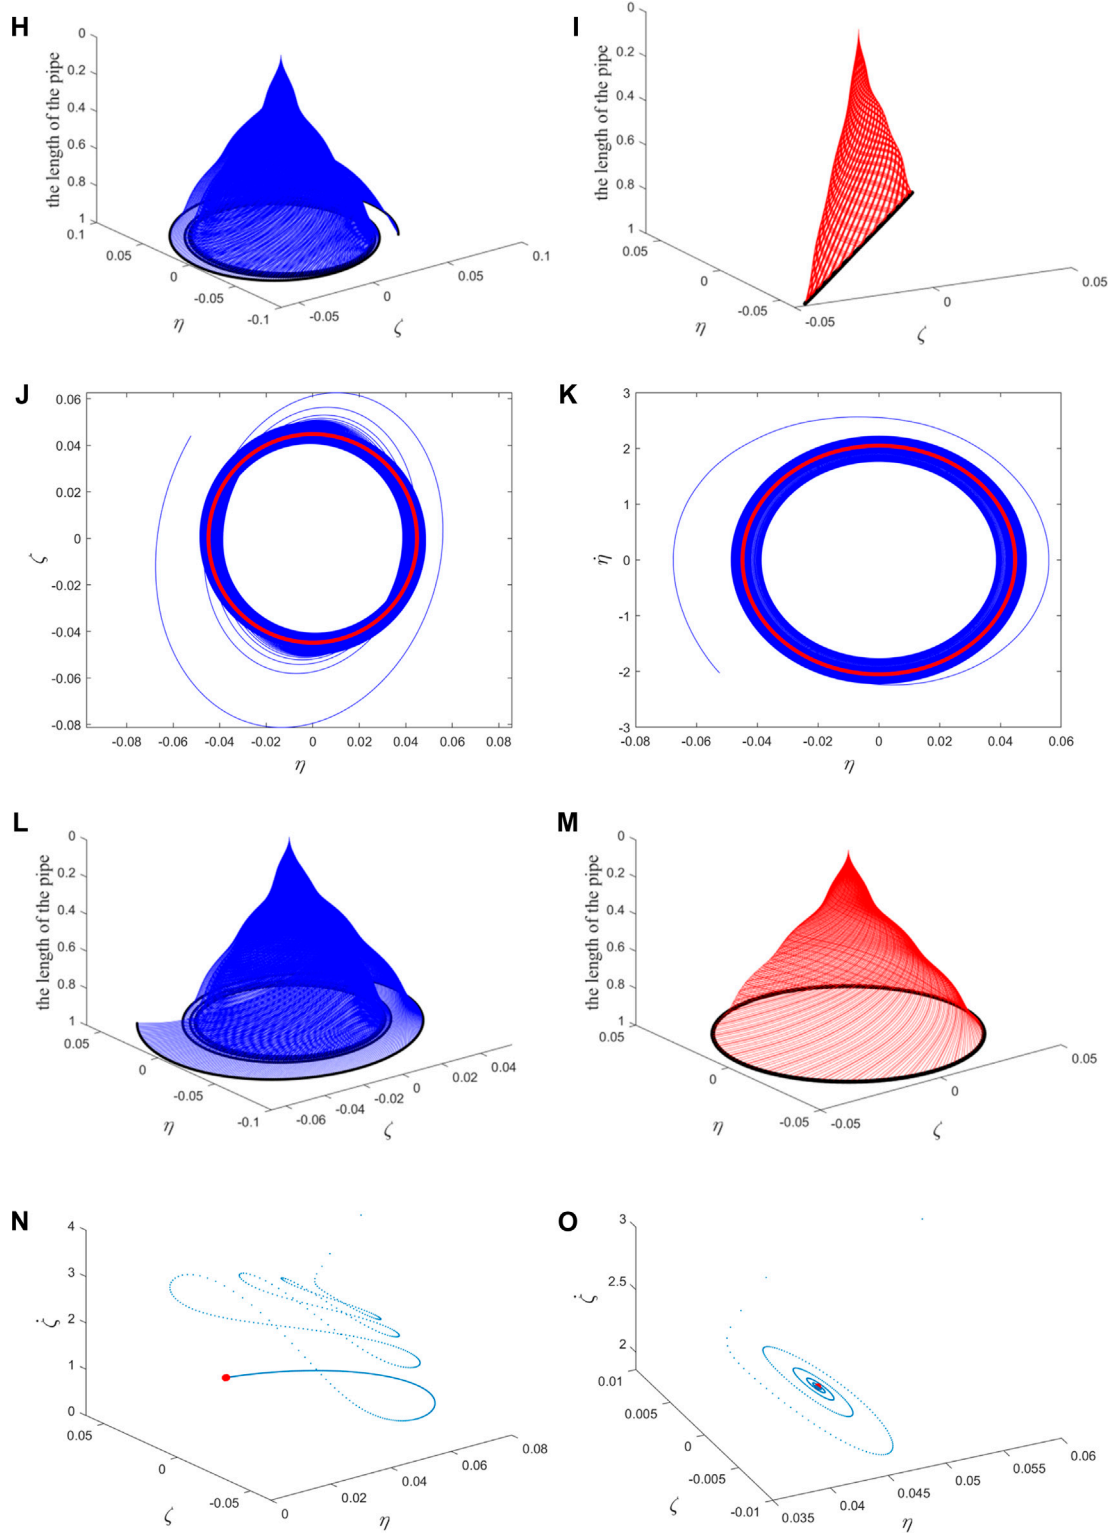 H
0
0.2
0.4
0.6
0.8
1
the length of the pipe
0.1
0.05
0
-0.05
-0.1
η
-0.05
0
0.05
0.1
ζ
I
0
0.2
0.4
0.6
0.8
1
the length of the pipe
0.05
0
-0.05
η
-0.05
0
0.05
ζ
J
0.06
0.04
0.02
0
-0.02
-0.04
-0.06
-0.08
ζ
-0.08 -0.06 -0.04 -0.02 0 0.02 0.04 0.06 0.08
η
K
3
2
1
0
-1
-2
-3
η̇
-0.08 -0.06 -0.04 -0.02 0 0.02 0.04 0.06
η
L
0
0.2
0.4
0.6
0.8
1
the length of the pipe
0.05
0
-0.05
-0.1
η
-0.06 -0.04 -0.02 0 0.02 0.04
ζ
M
0
0.2
0.4
0.6
0.8
1
the length of the pipe
0.05
0
-0.05
η
-0.05
0
0.05
ζ
N
4
3
2
1
0
ζ̇
0.05
0
-0.05
ζ
0 0.02 0.04 0.06 0.08
η
O
3
2.5
2
ζ̇
0.01
0.005
0
-0.005
-0.01
ζ
0.035 0.04 0.045 0.05 0.055 0.06
η